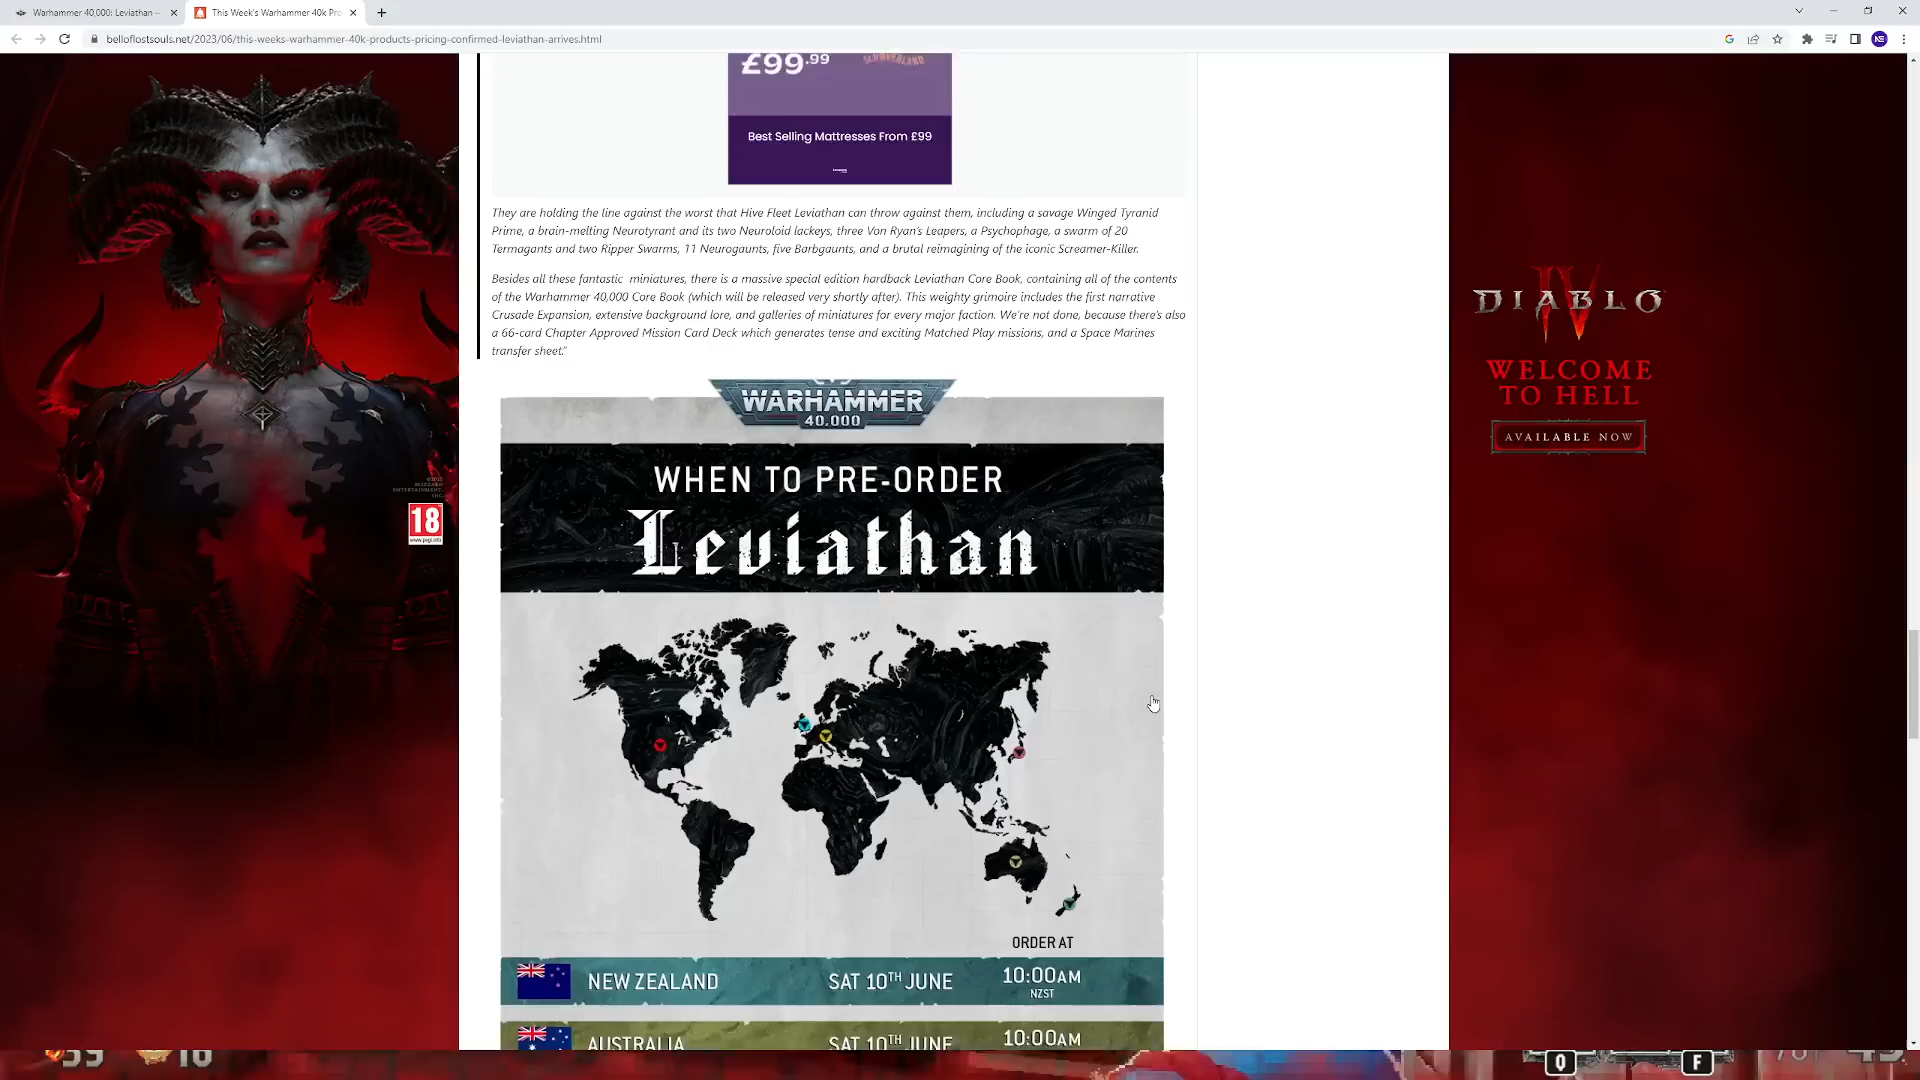 Warhammer 40,000: Leviathan –
This Week's Warhammer 40k Pro
belloflostsouls.net/2023/06/this-weeks-warhammer-40k-products-pricing-confirmed-leviathan-arrives.html
£99.99
Best Selling Mattresses From £99
They are holding the line against the worst that Hive Fleet Leviathan can throw against them, including a savage Winged Tyranid
Prime, a brain-melting Neurotyrant and its two Neuroloid lackeys, three Von Ryan's Leapers, a Psychophage, a swarm of 20
Termagants and two Ripper Swarms, 11 Neurogaunts, five Barbgaunts, and a brutal reimagining of the iconic Screamer-Killer.
Besides all these fantastic miniatures, there is a massive special edition hardback Leviathan Core Book, containing all of the contents
of the Warhammer 40,000 Core Book (which will be released very shortly after). This weighty grimoire includes the first narrative
Crusade Expansion, extensive background lore, and galleries of miniatures for every major faction. We're not done, because there's also
a 66-card Chapter Approved Mission Card Deck which generates tense and exciting Matched Play missions, and a Space Marines
transfer sheet."
WARHAMMER
40,000
WHEN TO PRE-ORDER
Leviathan
ORDER AT
NEW ZEALAND SAT 10TH JUNE 10:00AM
NZST
AUSTRALIA SAT 10TH JUNE 10:00AM
©2023
BLIZZARD
ENTERTAINMENT,
INC.
18
www.pegi.info
DIABLO
IV
WELCOME
TO HELL
AVAILABLE NOW
Q
F